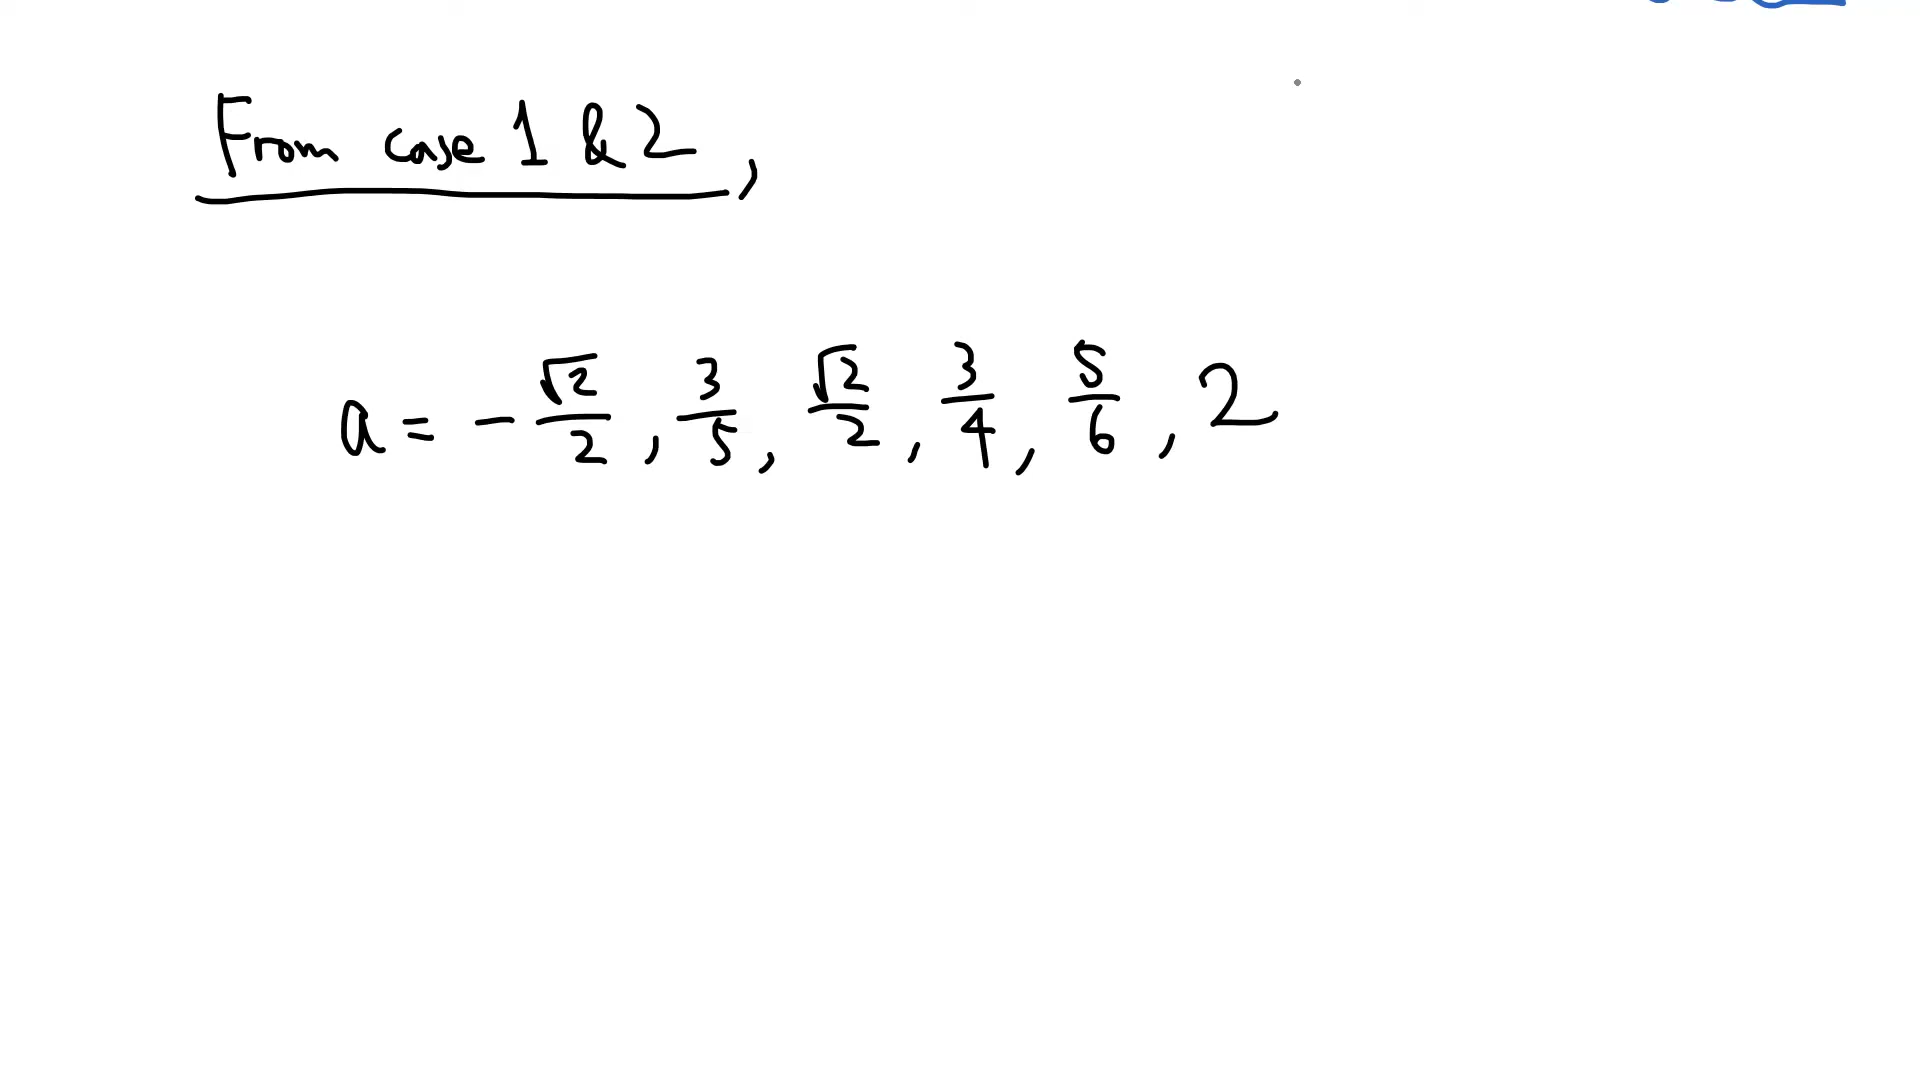 From case 1 & 2,
a = -√2/2, 3/5, √2/2, 3/4, 5/6, 2